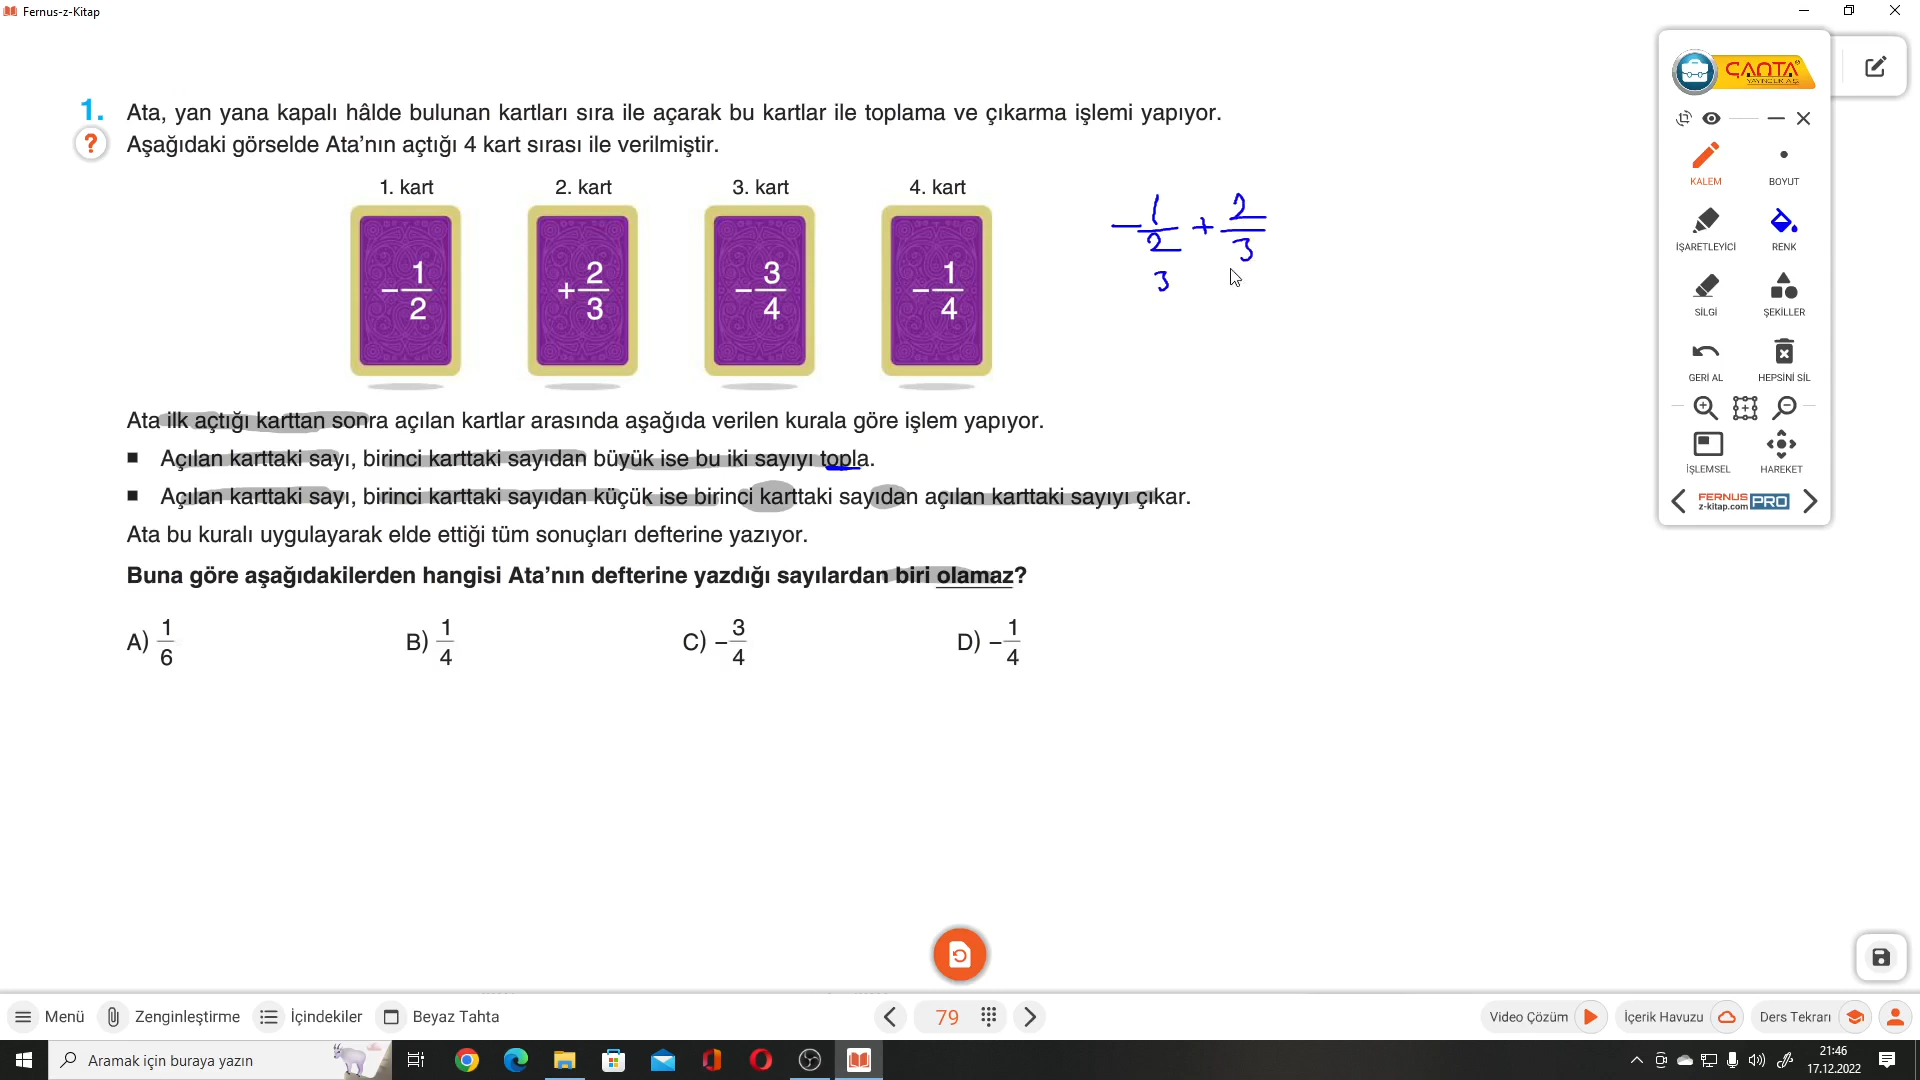 Fernus-z-Kitap
1. Ata, yan yana kapalı hâlde bulunan kartları sıra ile açarak bu kartlar ile toplama ve çıkarma işlemi yapıyor.
? Aşağıdaki görselde Ata’nın açtığı 4 kart sırası ile verilmiştir.
1. kart 2. kart 3. kart 4. kart
−1/2 +2/3 −3/4 −1/4
−1/2 + 2/3
3
Ata ilk açtığı karttan sonra açılan kartlar arasında aşağıda verilen kurala göre işlem yapıyor.
■ Açılan karttaki sayı, birinci karttaki sayıdan büyük ise bu iki sayıyı topla.
■ Açılan karttaki sayı, birinci karttaki sayıdan küçük ise birinci karttaki sayıdan açılan karttaki sayıyı çıkar.
Ata bu kuralı uygulayarak elde ettiği tüm sonuçları defterine yazıyor.
Buna göre aşağıdakilerden hangisi Ata’nın defterine yazdığı sayılardan biri olamaz?
A) 1/6 B) 1/4 C) −3/4 D) −1/4
ÇANTA
YAYINCILIK A.Ş.
KALEM BOYUT
İŞARETLEYİCİ RENK
SİLGİ ŞEKİLLER
GERİ AL HEPSİNİ SİL
İŞLEMSEL HAREKET
FERNUS
z-kitap.com PRO
Menü Zenginleştirme İçindekiler Beyaz Tahta 79 Video Çözüm İçerik Havuzu Ders Tekrarı
Aramak için buraya yazın
21:46
17.12.2022